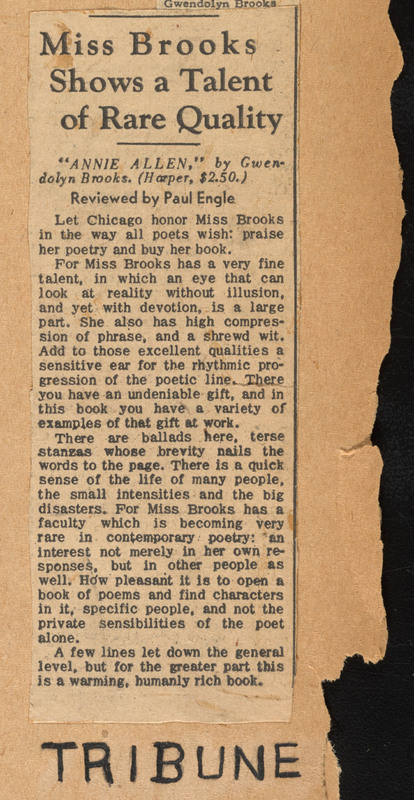 Gwendolyn Brooks
Miss Brooks
Shows a Talent
of Rare Quality
"ANNIE ALLEN," by Gwen-
dolyn Brooks. (Harper, $2.50.)
Reviewed by Paul Engle
Let Chicago honor Miss Brooks
in the way all poets wish: praise
her poetry and buy her book.
For Miss Brooks has a very fine
talent, in which an eye that can
look at reality without illusion,
and yet with devotion, is a large
part. She also has high compres-
sion of phrase, and a shrewd wit.
Add to those excellent qualities a
sensitive ear for the rhythmic pro-
gression of the poetic line. There
you have an undeniable gift, and in
this book you have a variety of
examples of that gift at work.
There are ballads here, terse
stanzas whose brevity nails the
words to the page. There is a quick
sense of the life of many people,
the small intensities and the big
disasters. For Miss Brooks has a
faculty which is becoming very
rare in contemporary poetry: an
interest not merely in her own re-
sponses, but in other people as
well. How pleasant it is to open a
book of poems and find characters
in it, specific people, and not the
private sensibilities of the poet
alone.
A few lines let down the general
level, but for the greater part this
is a warming, humanly rich book.
TRIBUNE